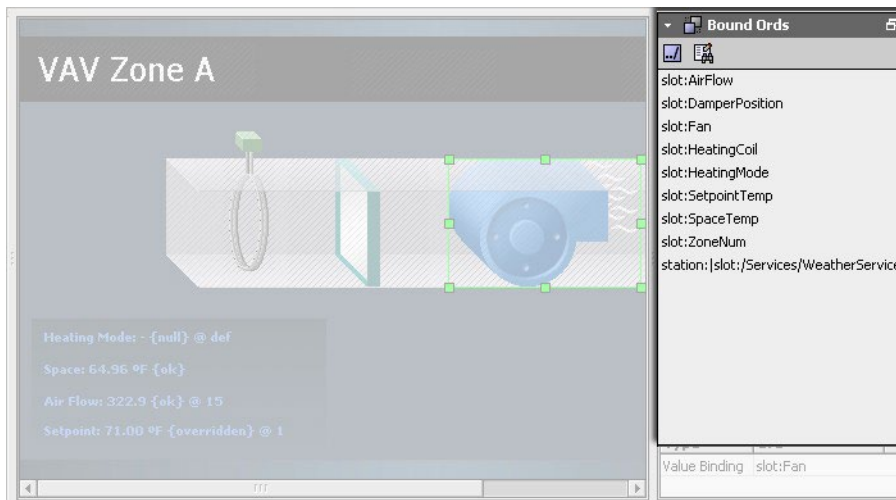 Bound Ords
VAV Zone A
slot:AirFlow
slot:DamperPosition
slot:Fan
slot:HeatingCoil
slot:HeatingMode
slot:SetpointTemp
slot:SpaceTemp
slot:ZoneNum
station:|slot:/Services/WeatherService
Heating Mode: - {null} @ def
Space: 64.96 ºF {ok}
Air Flow: 322.9 {ok} @ 15
Setpoint: 71.00 ºF {overridden} @ 1
Value Binding slot:Fan